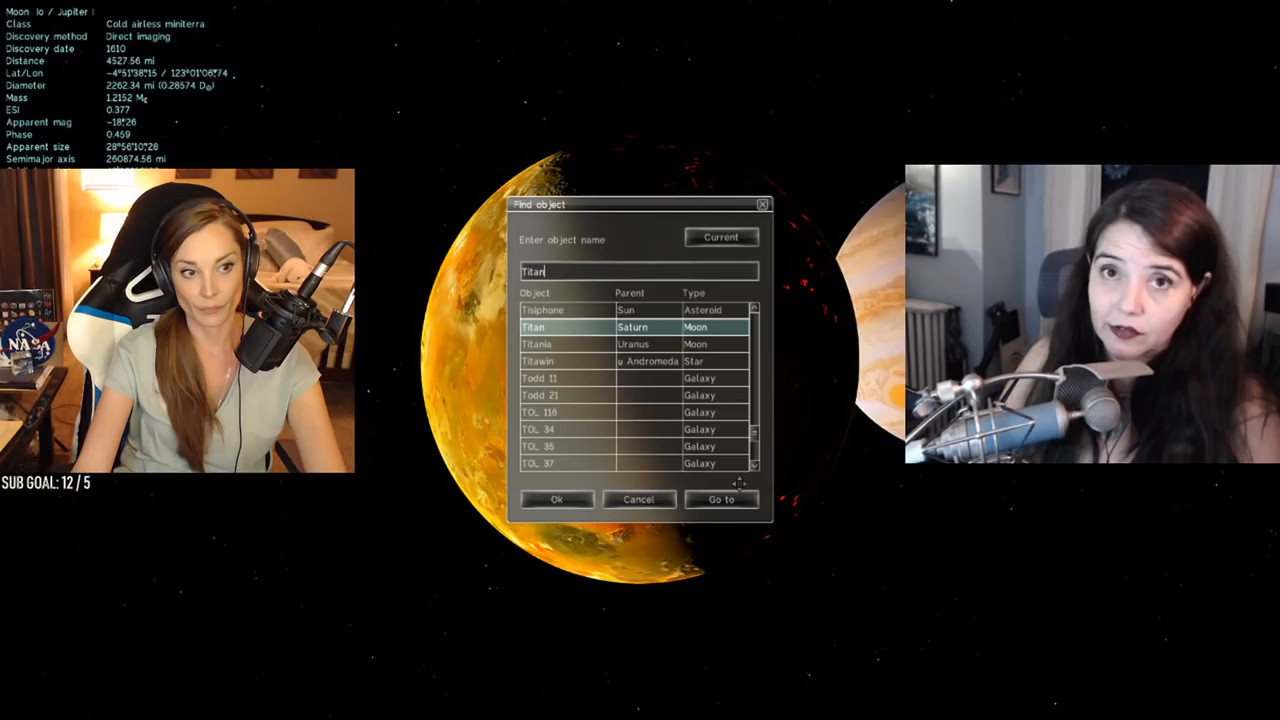 Moon Io / Jupiter I
Class Cold airless miniterra
Discovery method Direct imaging
Discovery date 1610
Distance 4527.56 mi
Lat/Lon -4°51'38."15 / 123°01'06."74
Diameter 2262.34 mi (0.28574 D⊕)
Mass 1.2152 M☾
ESI 0.377
Apparent mag -18.m26
Phase 0.459
Apparent size 28°56'10."28
Semimajor axis 260874.56 mi
Find object
Enter object name
Current
Titan
Object Parent Type
Tisiphone Sun Asteroid
Titan Saturn Moon
Titania Uranus Moon
Titawin υ Andromeda Star
Todd 11 Galaxy
Todd 21 Galaxy
TOL 116 Galaxy
TOL 34 Galaxy
TOL 35 Galaxy
TOL 37 Galaxy
Ok Cancel Go to
NASA
SUB GOAL: 12 / 5